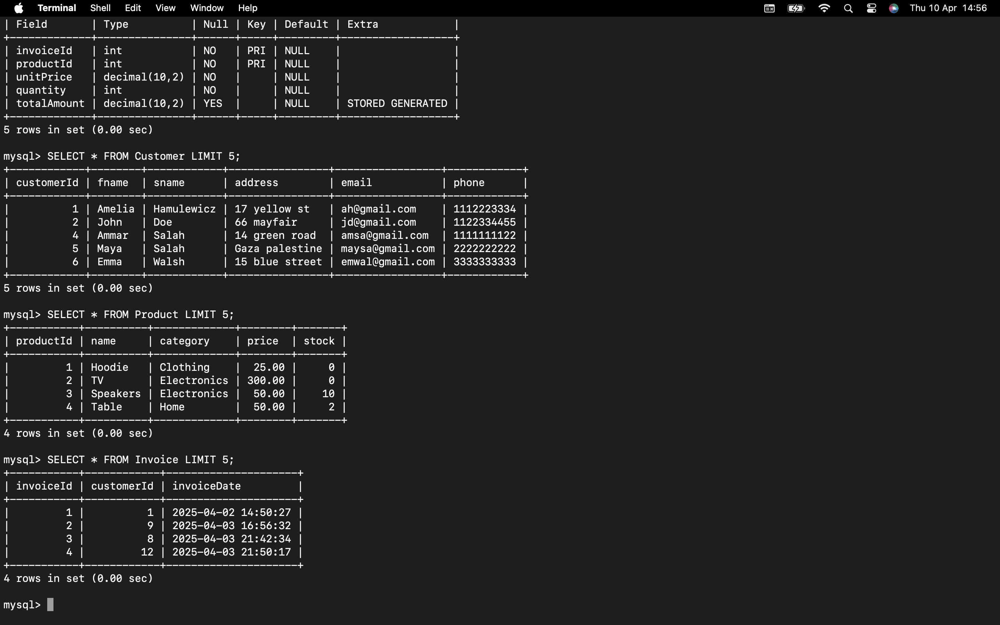 Terminal Shell Edit View Window Help Thu 10 Apr 14:56
| Field | Type | Null | Key | Default | Extra |
+-------------+---------------+------+-----+---------+------------------+
| invoiceId | int | NO | PRI | NULL | |
| productId | int | NO | PRI | NULL | |
| unitPrice | decimal(10,2) | NO | | NULL | |
| quantity | int | NO | | NULL | |
| totalAmount | decimal(10,2) | YES | | NULL | STORED GENERATED |
+-------------+---------------+------+-----+---------+------------------+
5 rows in set (0.00 sec)
mysql> SELECT * FROM Customer LIMIT 5;
+------------+--------+------------+----------------+-----------------+------------+
| customerId | fname | sname | address | email | phone |
+------------+--------+------------+----------------+-----------------+------------+
| 1 | Amelia | Hamulewicz | 17 yellow st | ah@gmail.com | 1112223334 |
| 2 | John | Doe | 66 mayfair | jd@gmail.com | 1122334455 |
| 4 | Ammar | Salah | 14 green road | amsa@gmail.com | 1111111122 |
| 5 | Maya | Salah | Gaza palestine | maysa@gmail.com | 2222222222 |
| 6 | Emma | Walsh | 15 blue street | emwal@gmail.com | 3333333333 |
+------------+--------+------------+----------------+-----------------+------------+
5 rows in set (0.00 sec)
mysql> SELECT * FROM Product LIMIT 5;
+-----------+----------+-------------+--------+-------+
| productId | name | category | price | stock |
+-----------+----------+-------------+--------+-------+
| 1 | Hoodie | Clothing | 25.00 | 0 |
| 2 | TV | Electronics | 300.00 | 0 |
| 3 | Speakers | Electronics | 50.00 | 10 |
| 4 | Table | Home | 50.00 | 2 |
+-----------+----------+-------------+--------+-------+
4 rows in set (0.00 sec)
mysql> SELECT * FROM Invoice LIMIT 5;
+-----------+------------+---------------------+
| invoiceId | customerId | invoiceDate |
+-----------+------------+---------------------+
| 1 | 1 | 2025-04-02 14:50:27 |
| 2 | 9 | 2025-04-03 16:56:32 |
| 3 | 8 | 2025-04-03 21:42:34 |
| 4 | 12 | 2025-04-03 21:50:17 |
+-----------+------------+---------------------+
4 rows in set (0.00 sec)
mysql>